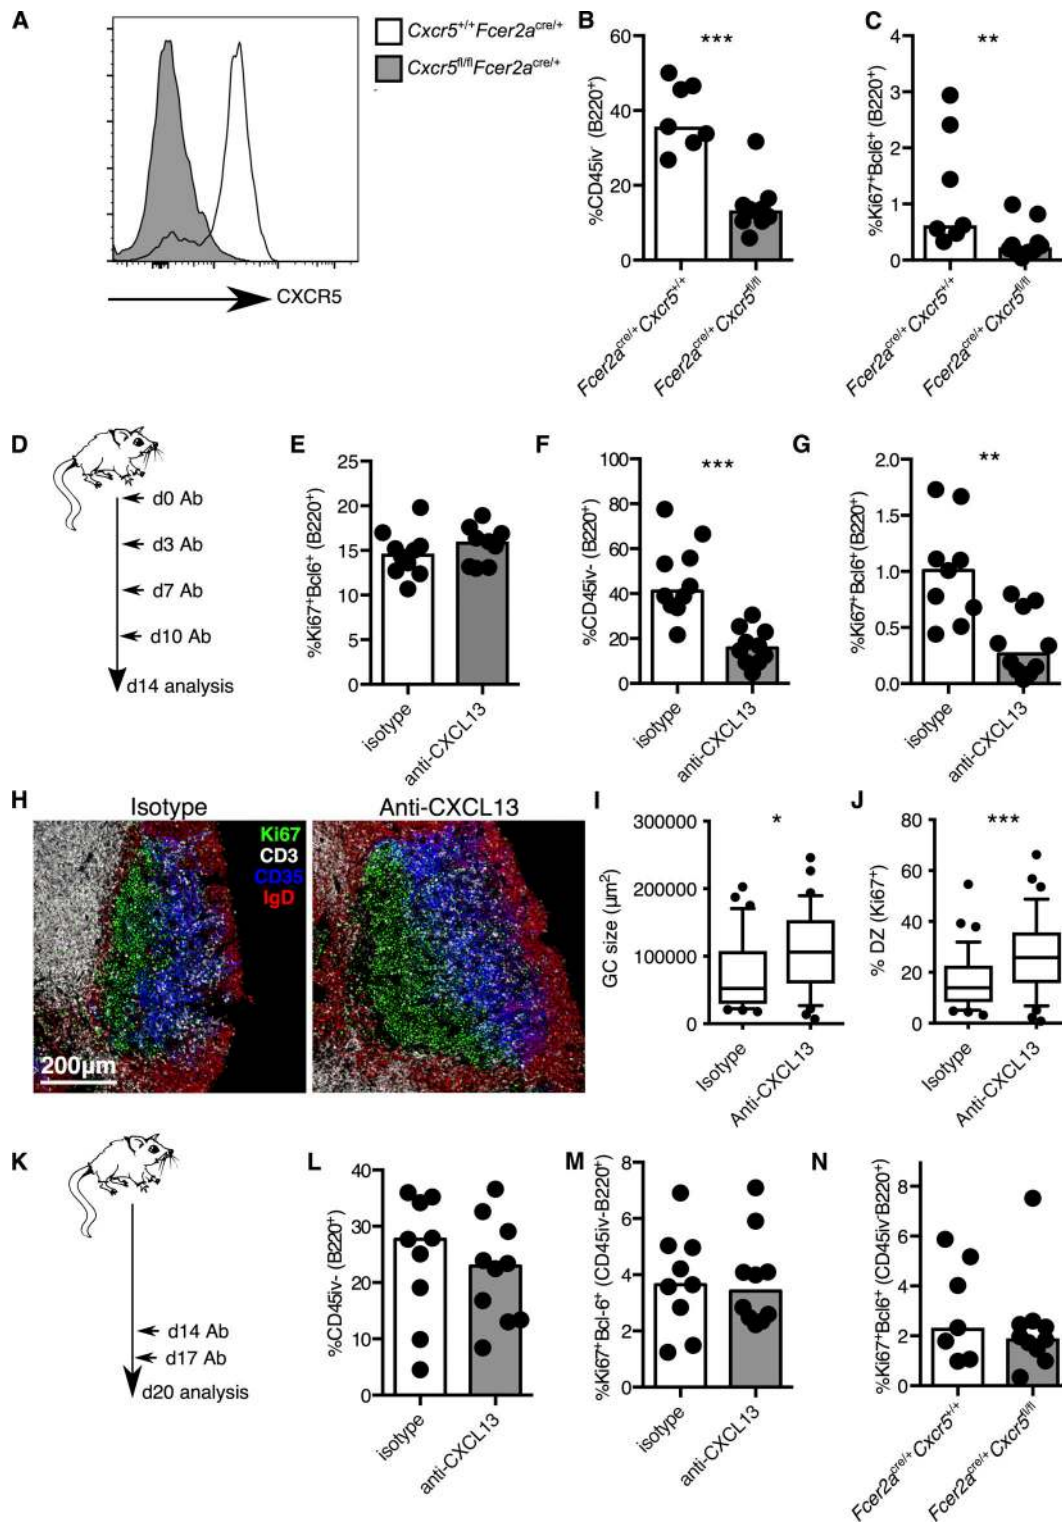 A
CXCR5
Cxcr5+/+Fcer2acre/+
Cxcr5fl/flFcer2acre/+
B
***
%CD45iv- (B220+)
60
40
20
0
Fcer2acre/+Cxcr5+/+
Fcer2acre/+Cxcr5fl/fl
C
**
%Ki67+Bcl6+ (B220+)
4
3
2
1
0
Fcer2acre/+Cxcr5+/+
Fcer2acre/+Cxcr5fl/fl
D
d0 Ab
d3 Ab
d7 Ab
d10 Ab
d14 analysis
E
%Ki67+Bcl6+ (B220+)
25
20
15
10
5
0
isotype
anti-CXCL13
F
***
%CD45iv- (B220+)
100
80
60
40
20
0
isotype
anti-CXCL13
G
**
%Ki67+Bcl6+(B220+)
2.0
1.5
1.0
0.5
0.0
isotype
anti-CXCL13
H
Isotype
Anti-CXCL13
Ki67
CD3
CD35
IgD
200µm
I
*
GC size (µm²)
300000
200000
100000
0
Isotype
Anti-CXCL13
J
***
% DZ (Ki67+)
80
60
40
20
0
Isotype
Anti-CXCL13
K
d14 Ab
d17 Ab
d20 analysis
L
%CD45iv- (B220+)
40
30
20
10
0
isotype
anti-CXCL13
M
%Ki67+Bcl-6+ (CD45iv-B220+)
8
6
4
2
0
isotype
anti-CXCL13
N
%Ki67+Bcl6+ (CD45iv-B220+)
8
6
4
2
0
Fcer2acre/+Cxcr5+/+
Fcer2acre/+Cxcr5fl/fl